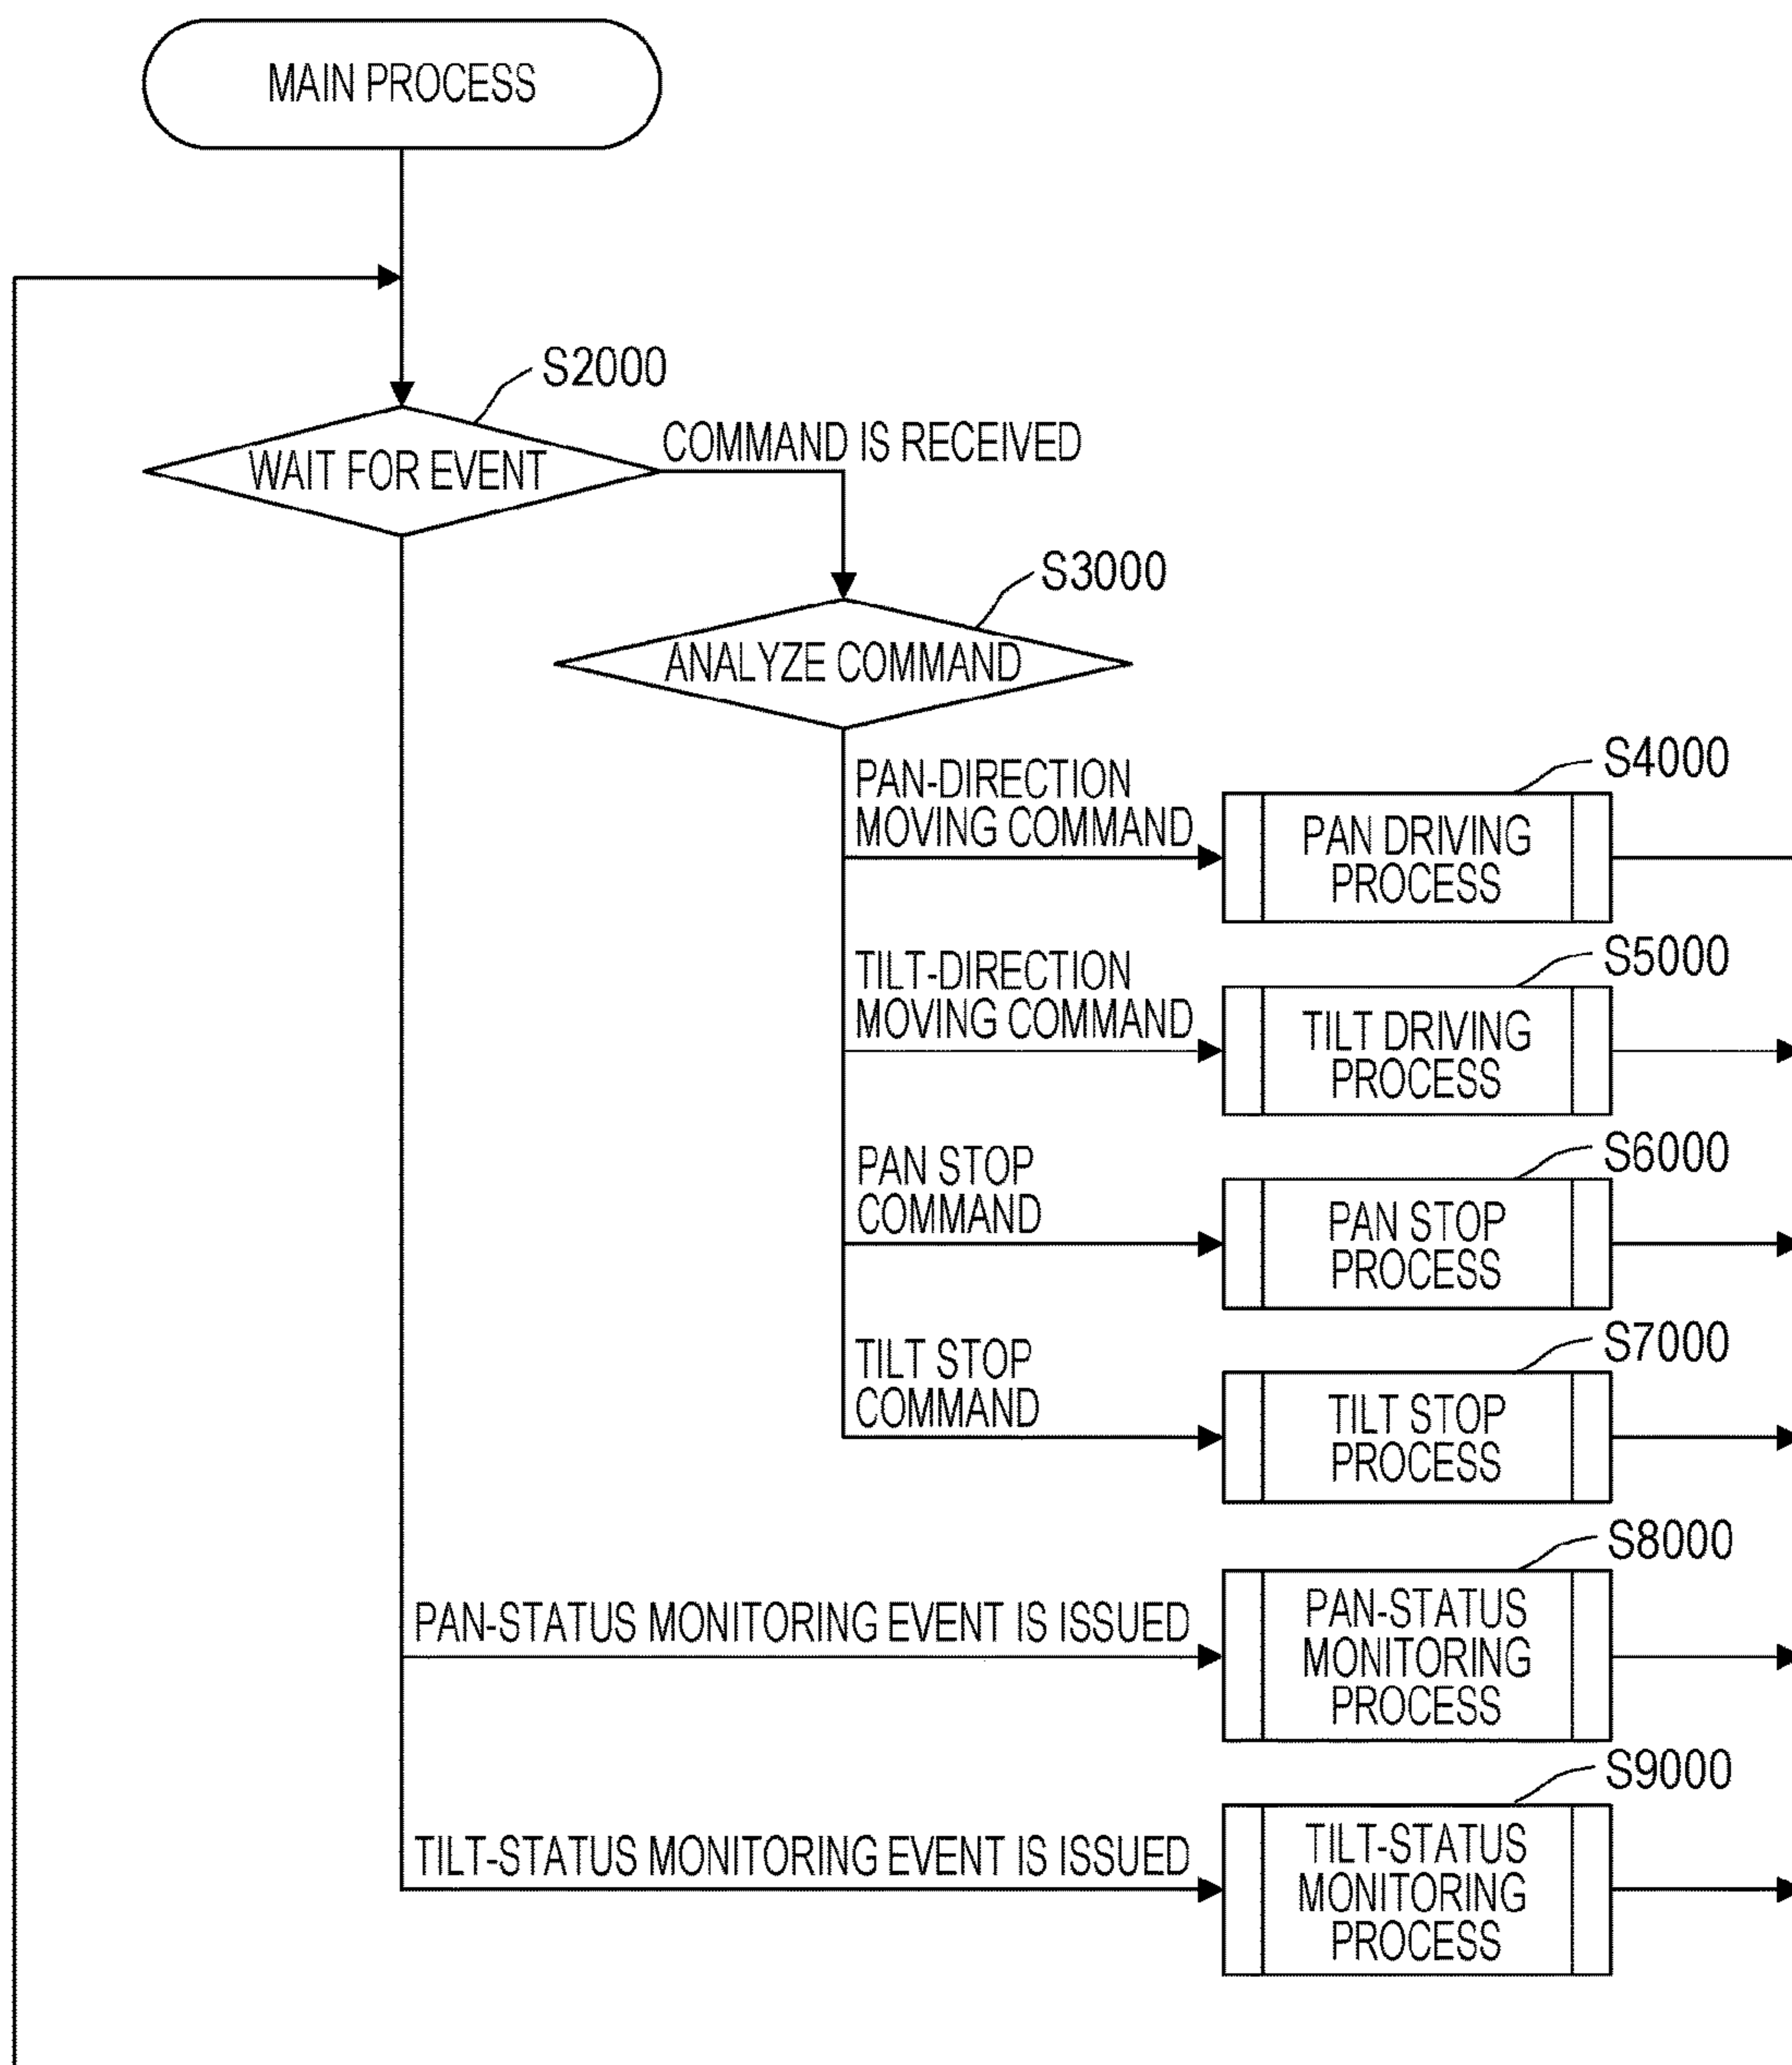 MAIN PROCESS
S2000
WAIT FOR EVENT
COMMAND IS RECEIVED
S3000
ANALYZE COMMAND
PAN-DIRECTION
MOVING COMMAND
S4000
PAN DRIVING
PROCESS
TILT-DIRECTION
MOVING COMMAND
S5000
TILT DRIVING
PROCESS
PAN STOP
COMMAND
S6000
PAN STOP
PROCESS
TILT STOP
COMMAND
S7000
TILT STOP
PROCESS
PAN-STATUS MONITORING EVENT IS ISSUED
S8000
PAN-STATUS
MONITORING
PROCESS
TILT-STATUS MONITORING EVENT IS ISSUED
S9000
TILT-STATUS
MONITORING
PROCESS